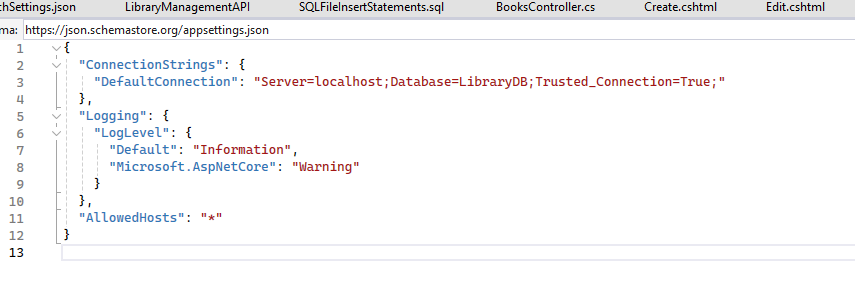 chSettings.json LibraryManagementAPI SQLFileInsertStatements.sql BooksController.cs Create.cshtml Edit.cshtml
ma: https://json.schemastore.org/appsettings.json
1 {
2 "ConnectionStrings": {
3 "DefaultConnection": "Server=localhost;Database=LibraryDB;Trusted_Connection=True;"
4 },
5 "Logging": {
6 "LogLevel": {
7 "Default": "Information",
8 "Microsoft.AspNetCore": "Warning"
9 }
10 },
11 "AllowedHosts": "*"
12 }
13